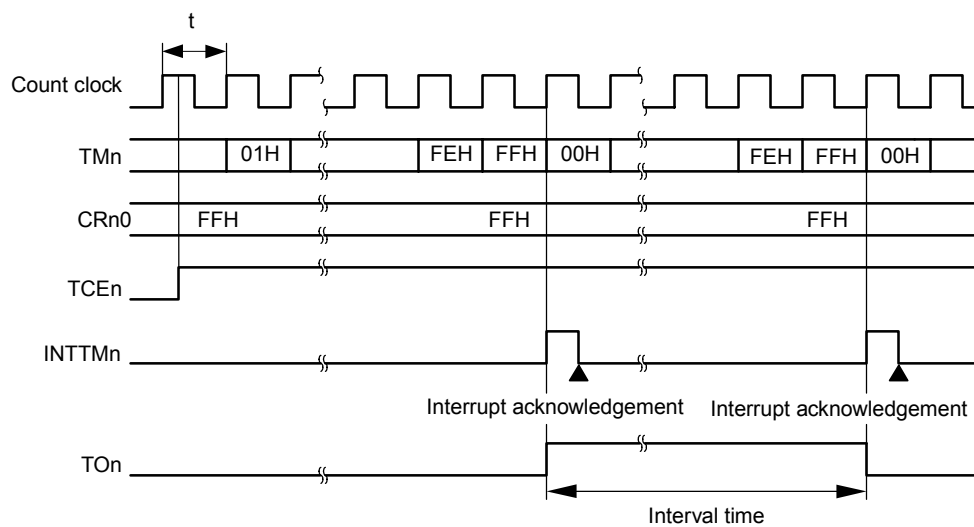 t
Count clock
TMn 01H FEH FFH 00H FEH FFH 00H
CRn0 FFH FFH FFH
TCEn
INTTMn
Interrupt acknowledgement Interrupt acknowledgement
TOn
Interval time